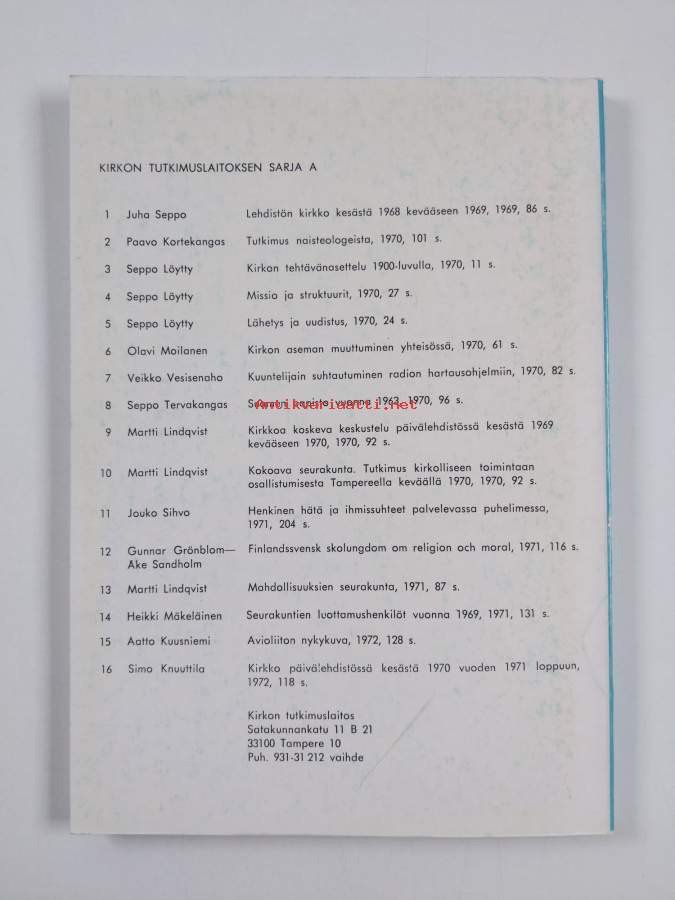 KIRKON TUTKIMUSLAITOKSEN SARJA A
1 Juha Seppo Lehdistön kirkko kesästä 1968 kevääseen 1969, 1969, 86 s.
2 Paavo Kortekangas Tutkimus naisteologeista, 1970, 101 s.
3 Seppo Löytty Kirkon tehtävänasettelu 1900-luvulla, 1970, 11 s.
4 Seppo Löytty Missio ja struktuurit, 1970, 27 s.
5 Seppo Löytty Lähetys ja uudistus, 1970, 24 s.
6 Olavi Moilanen Kirkon aseman muuttuminen yhteisössä, 1970, 61 s.
7 Veikko Vesisenaho Kuuntelijain suhtautuminen radion hartausohjelmiin, 1970, 82 s.
8 Seppo Tervakangas vuonna 1963, 1970, 96 s.
Antikvariaatti.net
9 Martti Lindqvist Kirkkoa koskeva keskustelu päivälehdistössä kesästä 1969
kevääseen 1970, 1970, 92 s.
10 Martti Lindqvist Kokoava seurakunta. Tutkimus kirkolliseen toimintaan
osallistumisesta Tampereella keväällä 1970, 1970, 92 s.
11 Jouko Sihvo Henkinen hätä ja ihmissuhteet palvelevassa puhelimessa,
1971, 204 s.
12 Gunnar Grönblom— Finlandssvensk skolungdom om religion och moral, 1971, 116 s.
Ake Sandholm
13 Martti Lindqvist Mahdollisuuksien seurakunta, 1971, 87 s.
14 Heikki Mäkeläinen Seurakuntien luottamushenkilöt vuonna 1969, 1971, 131 s.
15 Aatto Kuusniemi Avioliiton nykykuva, 1972, 128 s.
16 Simo Knuuttila Kirkko päivälehdistössä kesästä 1970 vuoden 1971 loppuun,
1972, 118 s.
Kirkon tutkimuslaitos
Satakunnankatu 11 B 21
33100 Tampere 10
Puh. 931-31 212 vaihde